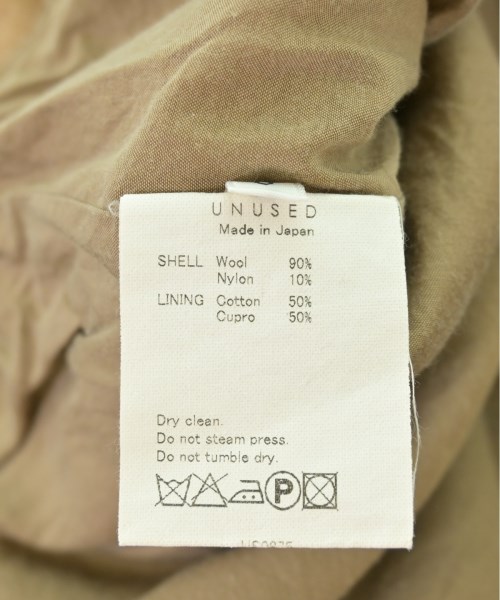 UNUSED
Made in Japan
SHELL Wool 90%
Nylon 10%
LINING Cotton 50%
Cupro 50%
Dry clean.
Do not steam press.
Do not tumble dry.
P